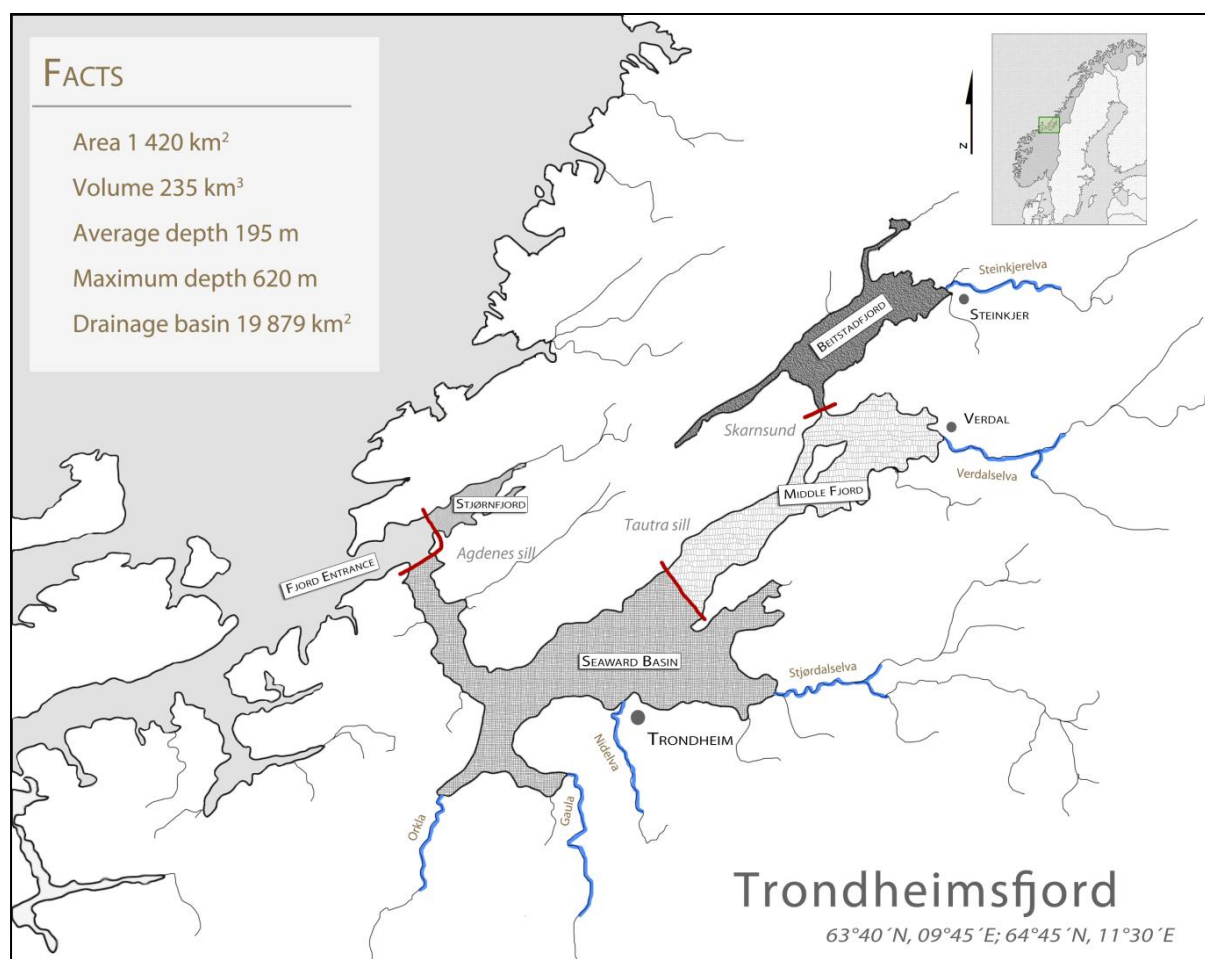 FACTS
Area 1 420 km²
Volume 235 km³
Average depth 195 m
Maximum depth 620 m
Drainage basin 19 879 km²
N
Steinkjerelva
STEINKJER
BEITSTADFJORD
Skarnsund
VERDAL
Verdalselva
MIDDLE FJORD
STJØRNFJORD
Tautra sill
Agdenes sill
FJORD ENTRANCE
SEAWARD BASIN
Stjørdalselva
TRONDHEIM
Nidelva
Gaula
Orkla
Trondheimsfjord
63°40´N, 09°45´E; 64°45´N, 11°30´E